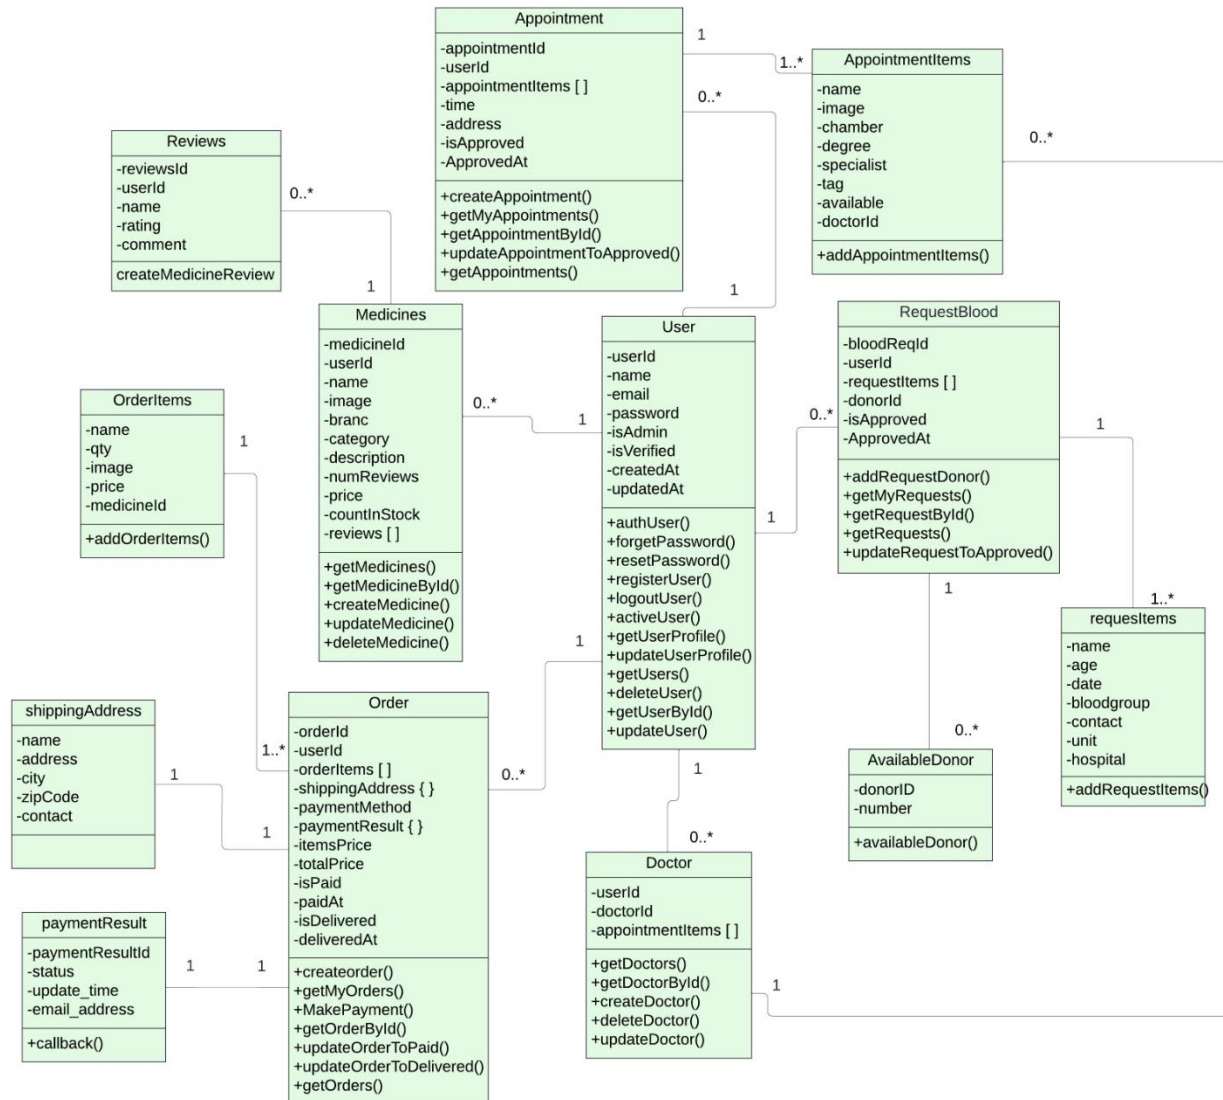 Appointment
-appointmentId
-userId
-appointmentItems [ ]
-time
-address
-isApproved
-ApprovedAt
+createAppointment()
+getMyAppointments()
+getAppointmentById()
+updateAppointmentToApproved()
+getAppointments()
1
1..*
0..*
1
AppointmentItems
-name
-image
-chamber
-degree
-specialist
-tag
-available
-doctorId
+addAppointmentItems()
0..*
Reviews
-reviewsId
-userId
-name
-rating
-comment
createMedicineReview
0..*
1
Medicines
-medicineId
-userId
-name
-image
-branc
-category
-description
-numReviews
-price
-countInStock
-reviews [ ]
+getMedicines()
+getMedicineById()
+createMedicine()
+updateMedicine()
+deleteMedicine()
0..*
1
User
-userId
-name
-email
-password
-isAdmin
-isVerified
-createdAt
-updatedAt
+authUser()
+forgetPassword()
+resetPassword()
+registerUser()
+logoutUser()
+activeUser()
+getUserProfile()
+updateUserProfile()
+getUsers()
+deleteUser()
+getUserById()
+updateUser()
1
0..*
RequestBlood
-bloodReqId
-userId
-requestItems [ ]
-donorId
-isApproved
-ApprovedAt
+addRequestDonor()
+getMyRequests()
+getRequestById()
+getRequests()
+updateRequestToApproved()
1
1..*
1
0..*
requesItems
-name
-age
-date
-bloodgroup
-contact
-unit
-hospital
+addRequestItems()
AvailableDonor
-donorID
-number
+availableDonor()
OrderItems
-name
-qty
-image
-price
-medicineId
+addOrderItems()
1
1..*
shippingAddress
-name
-address
-city
-zipCode
-contact
1
1
paymentResult
-paymentResultId
-status
-update_time
-email_address
+callback()
1
1
Order
-orderId
-userId
-orderItems [ ]
-shippingAddress { }
-paymentMethod
-paymentResult { }
-itemsPrice
-totalPrice
-isPaid
-paidAt
-isDelivered
-deliveredAt
+createorder()
+getMyOrders()
+MakePayment()
+getOrderById()
+updateOrderToPaid()
+updateOrderToDelivered()
+getOrders()
1
0..*
1
0..*
Doctor
-userId
-doctorId
-appointmentItems [ ]
+getDoctors()
+getDoctorById()
+createDoctor()
+deleteDoctor()
+updateDoctor()
1